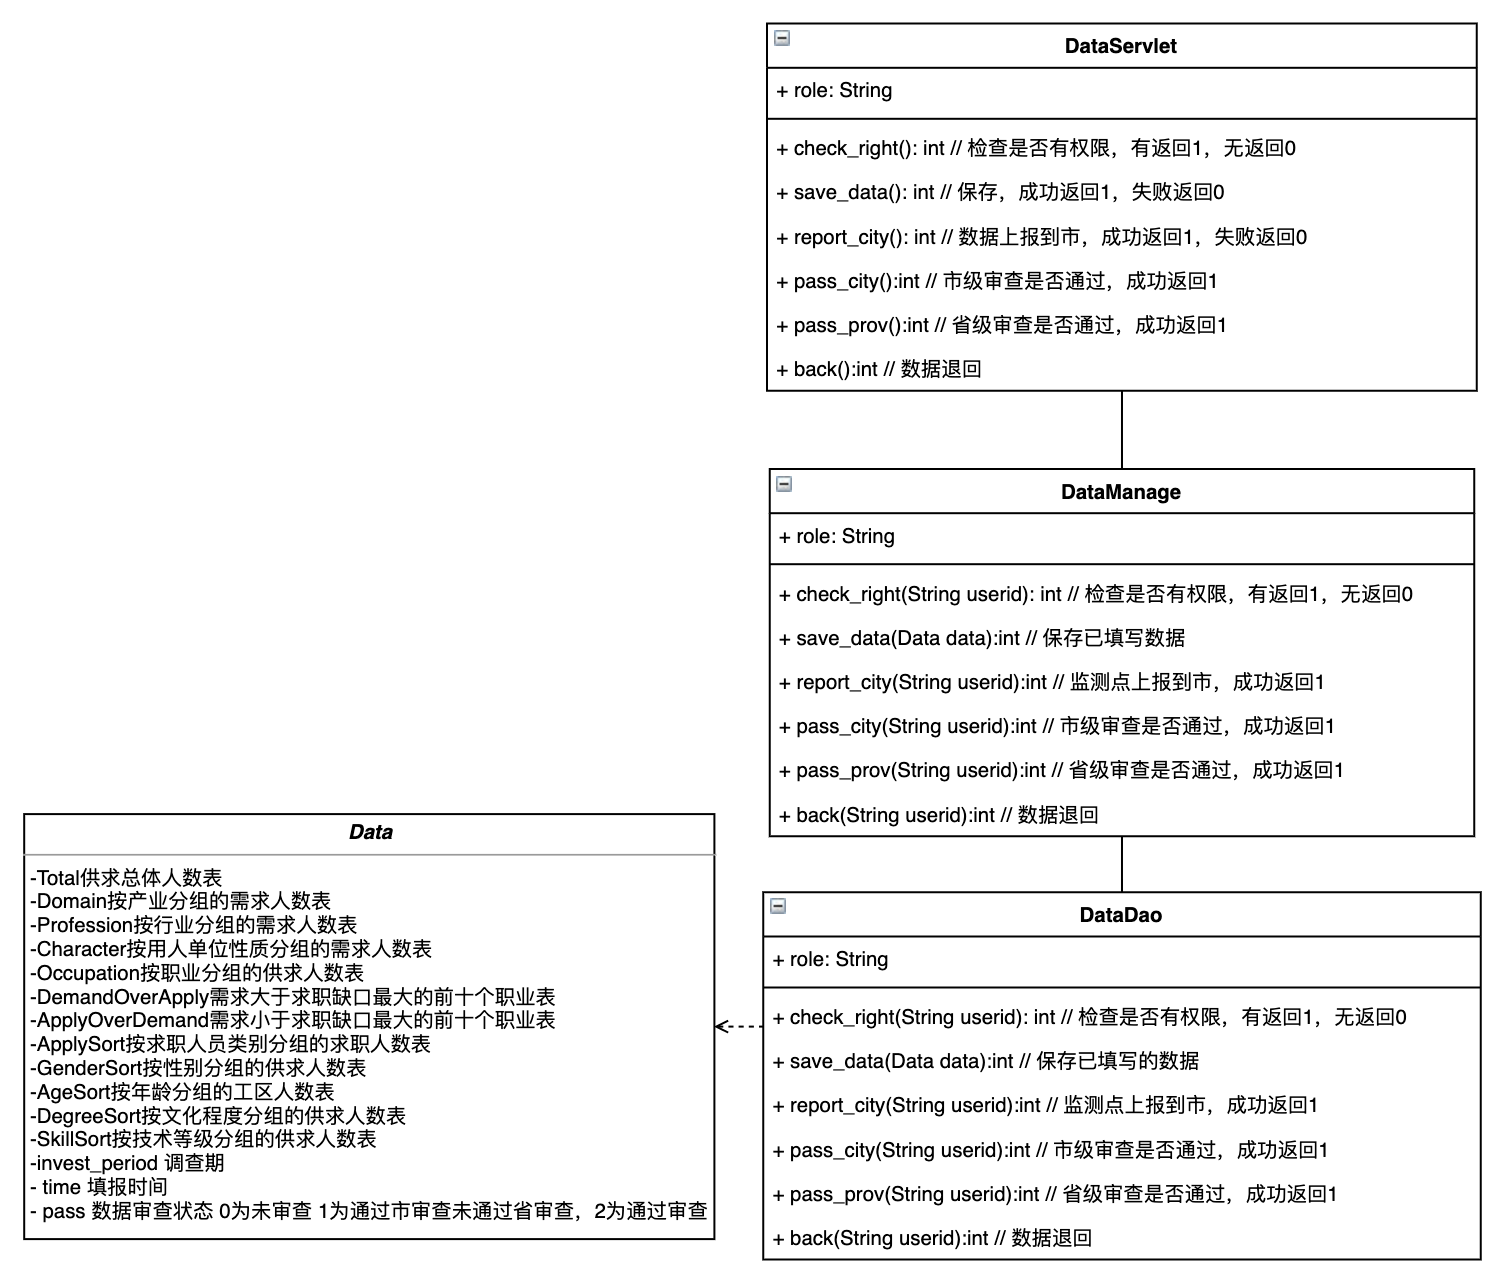 DataServlet
+ role: String
+ check_right(): int // 检查是否有权限，有返回1，无返回0
+ save_data(): int // 保存，成功返回1，失败返回0
+ report_city(): int // 数据上报到市，成功返回1，失败返回0
+ pass_city():int // 市级审查是否通过，成功返回1
+ pass_prov():int // 省级审查是否通过，成功返回1
+ back():int // 数据退回
DataManage
+ role: String
+ check_right(String userid): int // 检查是否有权限，有返回1，无返回0
+ save_data(Data data):int // 保存已填写数据
+ report_city(String userid):int // 监测点上报到市，成功返回1
+ pass_city(String userid):int // 市级审查是否通过，成功返回1
+ pass_prov(String userid):int // 省级审查是否通过，成功返回1
+ back(String userid):int // 数据退回
Data
-Total供求总体人数表
-Domain按产业分组的需求人数表
-Profession按行业分组的需求人数表
-Character按用人单位性质分组的需求人数表
-Occupation按职业分组的供求人数表
-DemandOverApply需求大于求职缺口最大的前十个职业表
-ApplyOverDemand需求小于求职缺口最大的前十个职业表
-ApplySort按求职人员类别分组的求职人数表
-GenderSort按性别分组的供求人数表
-AgeSort按年龄分组的工区人数表
-DegreeSort按文化程度分组的供求人数表
-SkillSort按技术等级分组的供求人数表
-invest_period 调查期
- time 填报时间
- pass 数据审查状态 0为未审查 1为通过市审查未通过省审查，2为通过审查
DataDao
+ role: String
+ check_right(String userid): int // 检查是否有权限，有返回1，无返回0
+ save_data(Data data):int // 保存已填写的数据
+ report_city(String userid):int // 监测点上报到市，成功返回1
+ pass_city(String userid):int // 市级审查是否通过，成功返回1
+ pass_prov(String userid):int // 省级审查是否通过，成功返回1
+ back(String userid):int // 数据退回